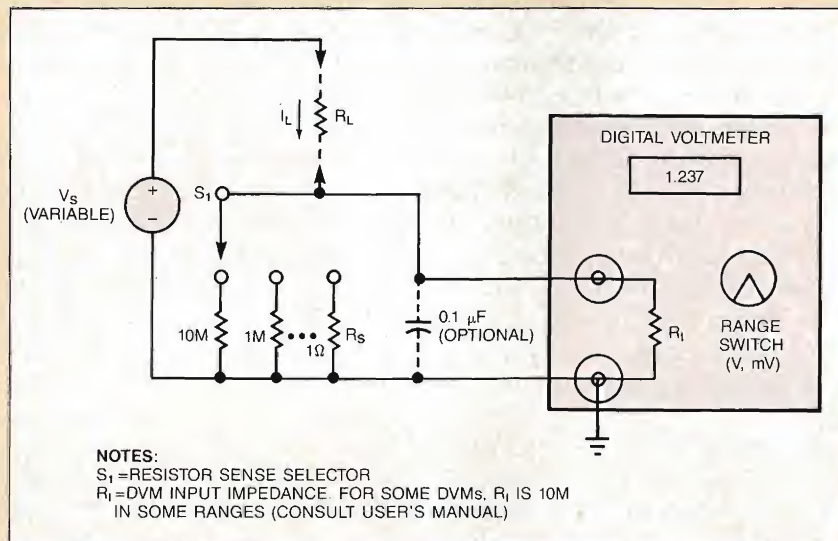 I_L
R_L
DIGITAL VOLTMETER
1.237
V_S
(VARIABLE)
+
−
S₁
10M
1M
1Ω
R_S
0.1 μF
(OPTIONAL)
R_I
RANGE
SWITCH
(V, mV)
NOTES:
S₁=RESISTOR SENSE SELECTOR
R_I=DVM INPUT IMPEDANCE. FOR SOME DVMs, R_I IS 10M
IN SOME RANGES (CONSULT USER'S MANUAL)